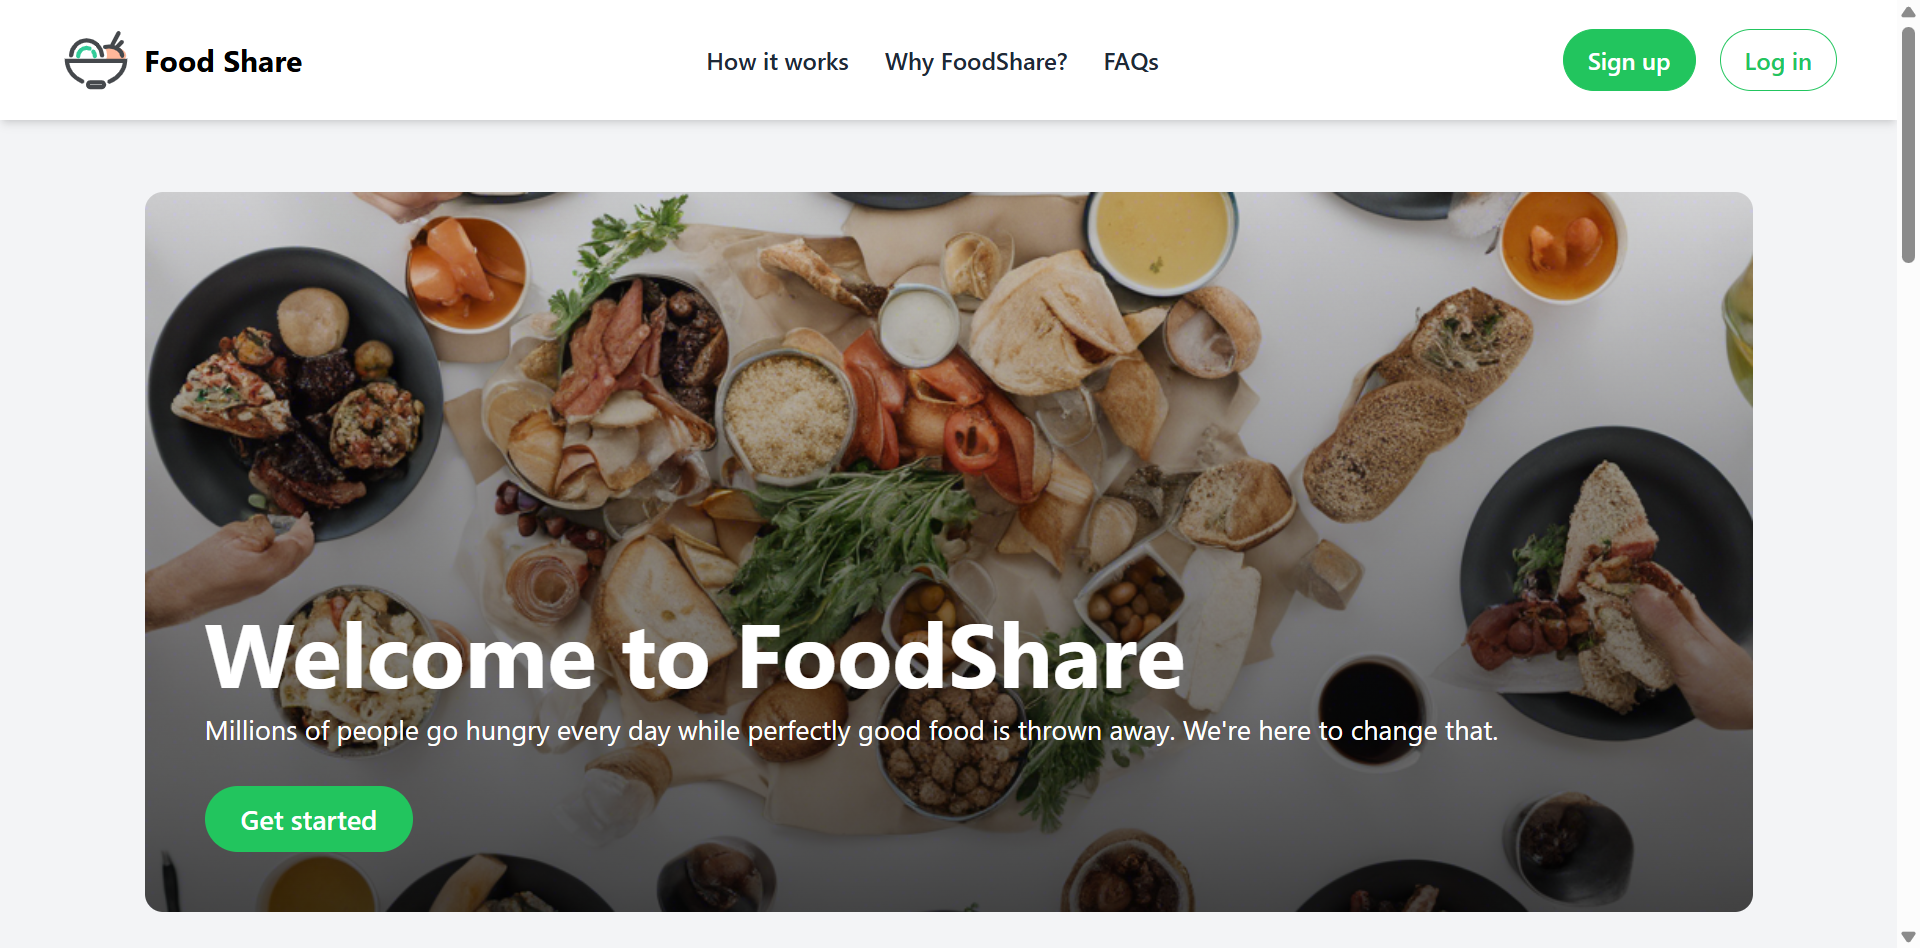 Food Share
How it works
Why FoodShare?
FAQs
Sign up
Log in
Welcome to FoodShare
Millions of people go hungry every day while perfectly good food is thrown away. We're here to change that.
Get started